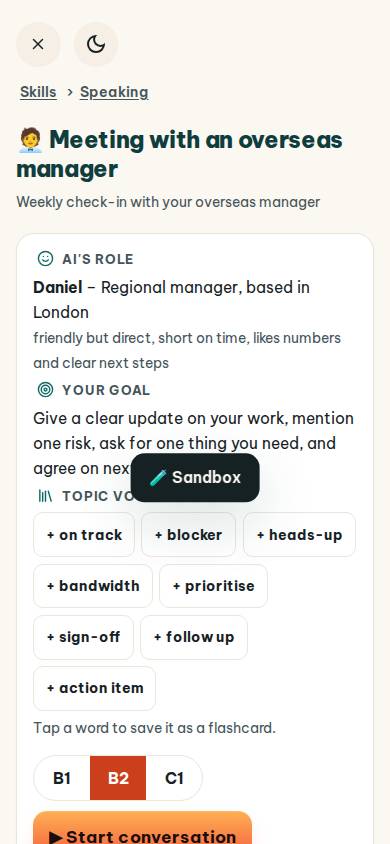 Skills > Speaking
🧑‍💼 Meeting with an overseas
manager
Weekly check-in with your overseas manager
AI'S ROLE
Daniel – Regional manager, based in
London
friendly but direct, short on time, likes numbers
and clear next steps
YOUR GOAL
Give a clear update on your work, mention
one risk, ask for one thing you need, and
agree on
🧪 Sandbox
TOPIC
+ on track + blocker + heads-up
+ bandwidth + prioritise
+ sign-off + follow up
+ action item
Tap a word to save it as a flashcard.
B1 B2 C1
▶ Start conversation